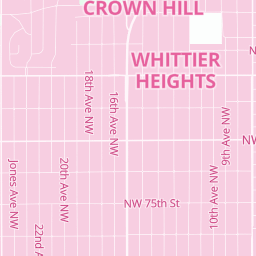 CROWN HILL
WHITTIER
HEIGHTS
18th Ave NW
16th Ave NW
9th Ave NW
Jones Ave NW
20th Ave NW
10th Ave NW
NW 75th St
22nd A
N
N